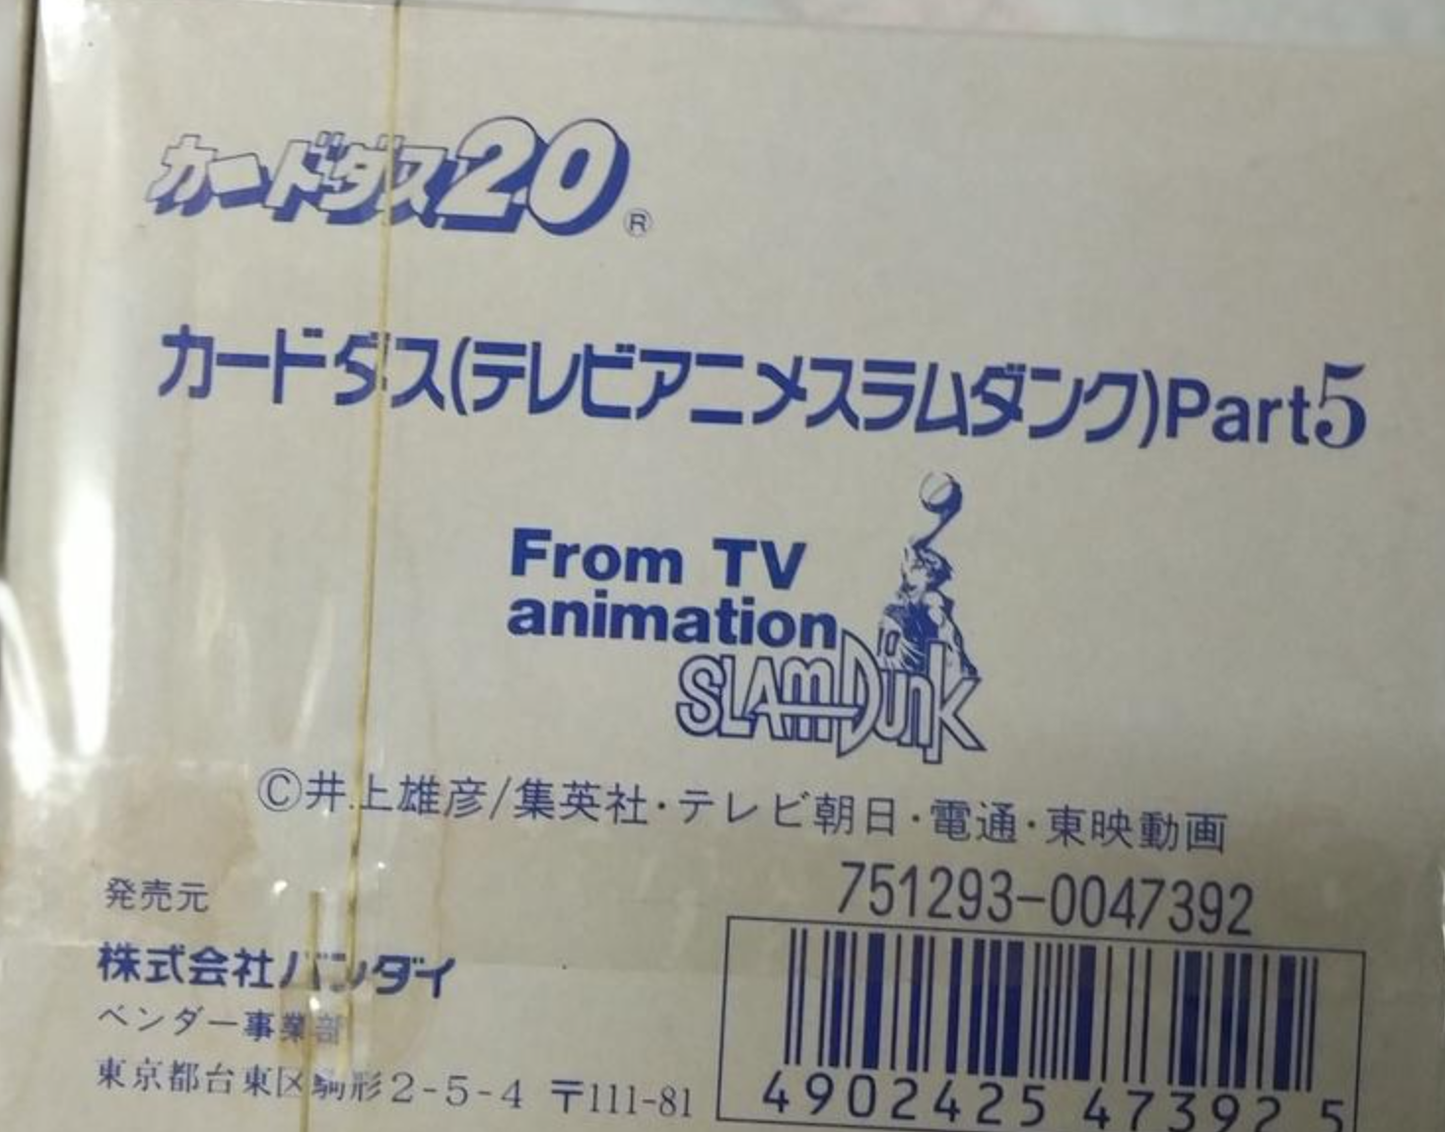 カードダス20®
カードダス(テレビアニメスラムダンク)Part5
From TV
animation
SLAM DUNK
©井上雄彦/集英社・テレビ朝日・電通・東映動画
751293-0047392
発売元
株式会社バンダイ
ベンダー事業部
東京都台東区駒形2-5-4 〒111-81
4902425473925